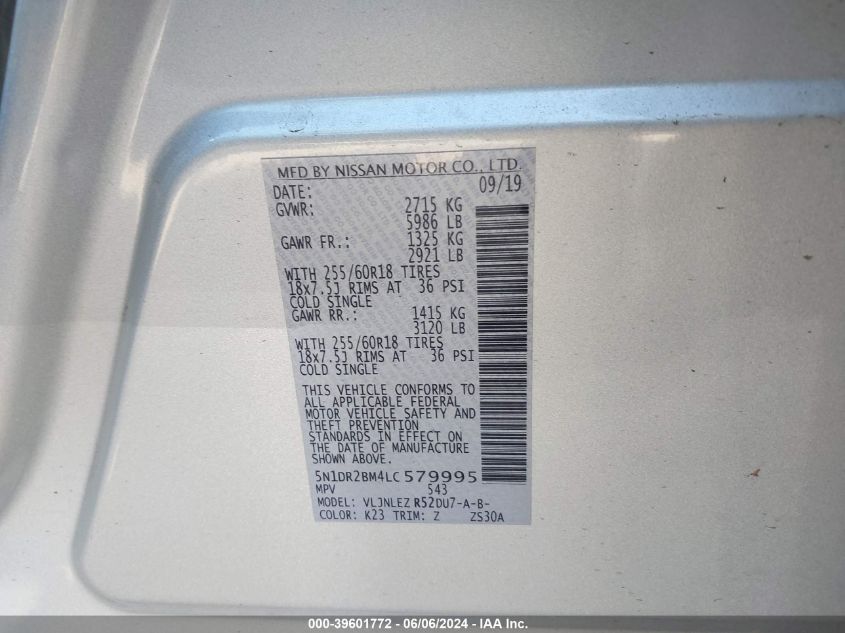 MFD BY NISSAN MOTOR CO., LTD.
DATE: 09/19
GVWR: 2715 KG
5986 LB
GAWR FR.: 1325 KG
2921 LB
WITH 255/60R18 TIRES
18x7.5J RIMS AT 36 PSI
COLD SINGLE
GAWR RR.: 1415 KG
3120 LB
WITH 255/60R18 TIRES
18x7.5J RIMS AT 36 PSI
COLD SINGLE
THIS VEHICLE CONFORMS TO
ALL APPLICABLE FEDERAL
MOTOR VEHICLE SAFETY AND
THEFT PREVENTION
STANDARDS IN EFFECT ON
THE DATE OF MANUFACTURE
SHOWN ABOVE.
5N1DR2BM4LC579995
MPV 543
MODEL: VLJNLEZ R52DU7-A-B-
COLOR: K23 TRIM: Z ZS30A
000-39601772 - 06/06/2024 - IAA Inc.